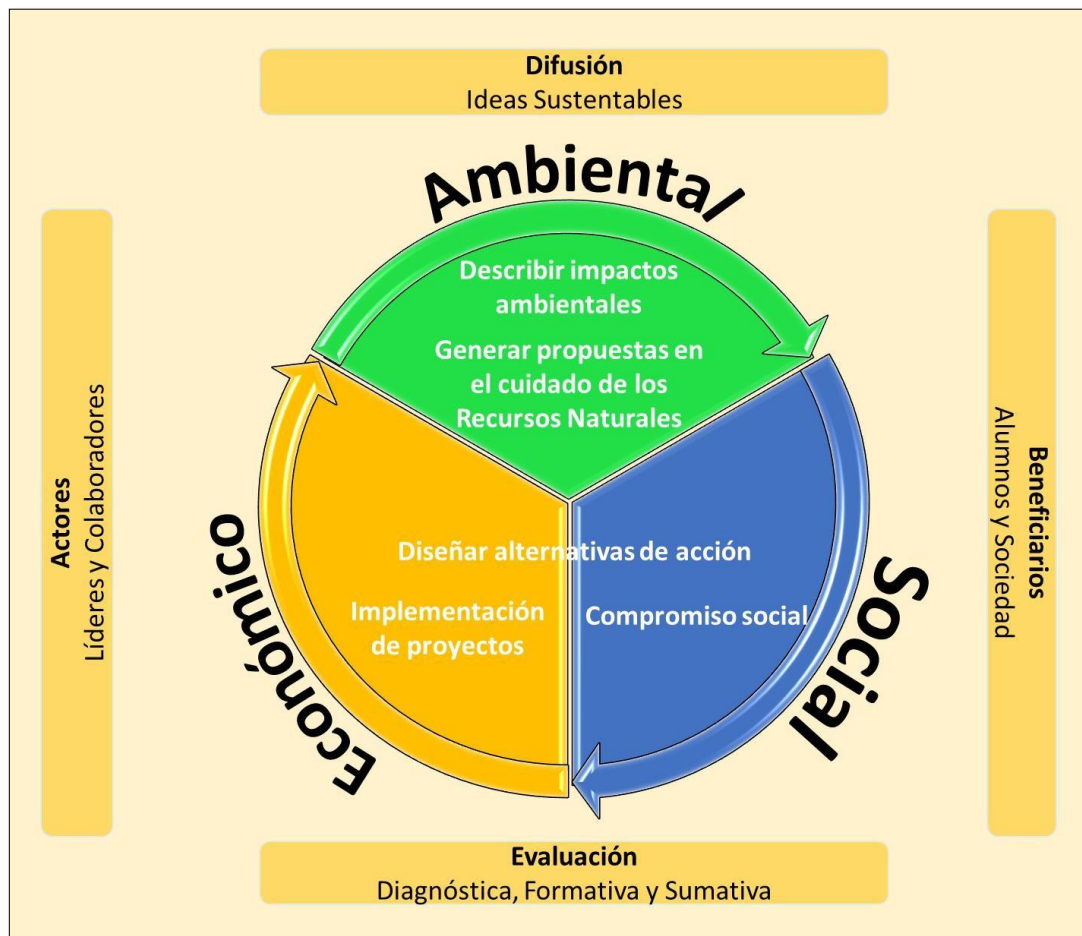 Difusión
Ideas Sustentables
Ambiental
Describir impactos
ambientales
Generar propuestas en
el cuidado de los
Recursos Naturales
Actores
Líderes y Colaboradores
Económico
Diseñar alternativas de acción
Implementación
de proyectos
Compromiso social
Social
Beneficiarios
Alumnos y Sociedad
Evaluación
Diagnóstica, Formativa y Sumativa